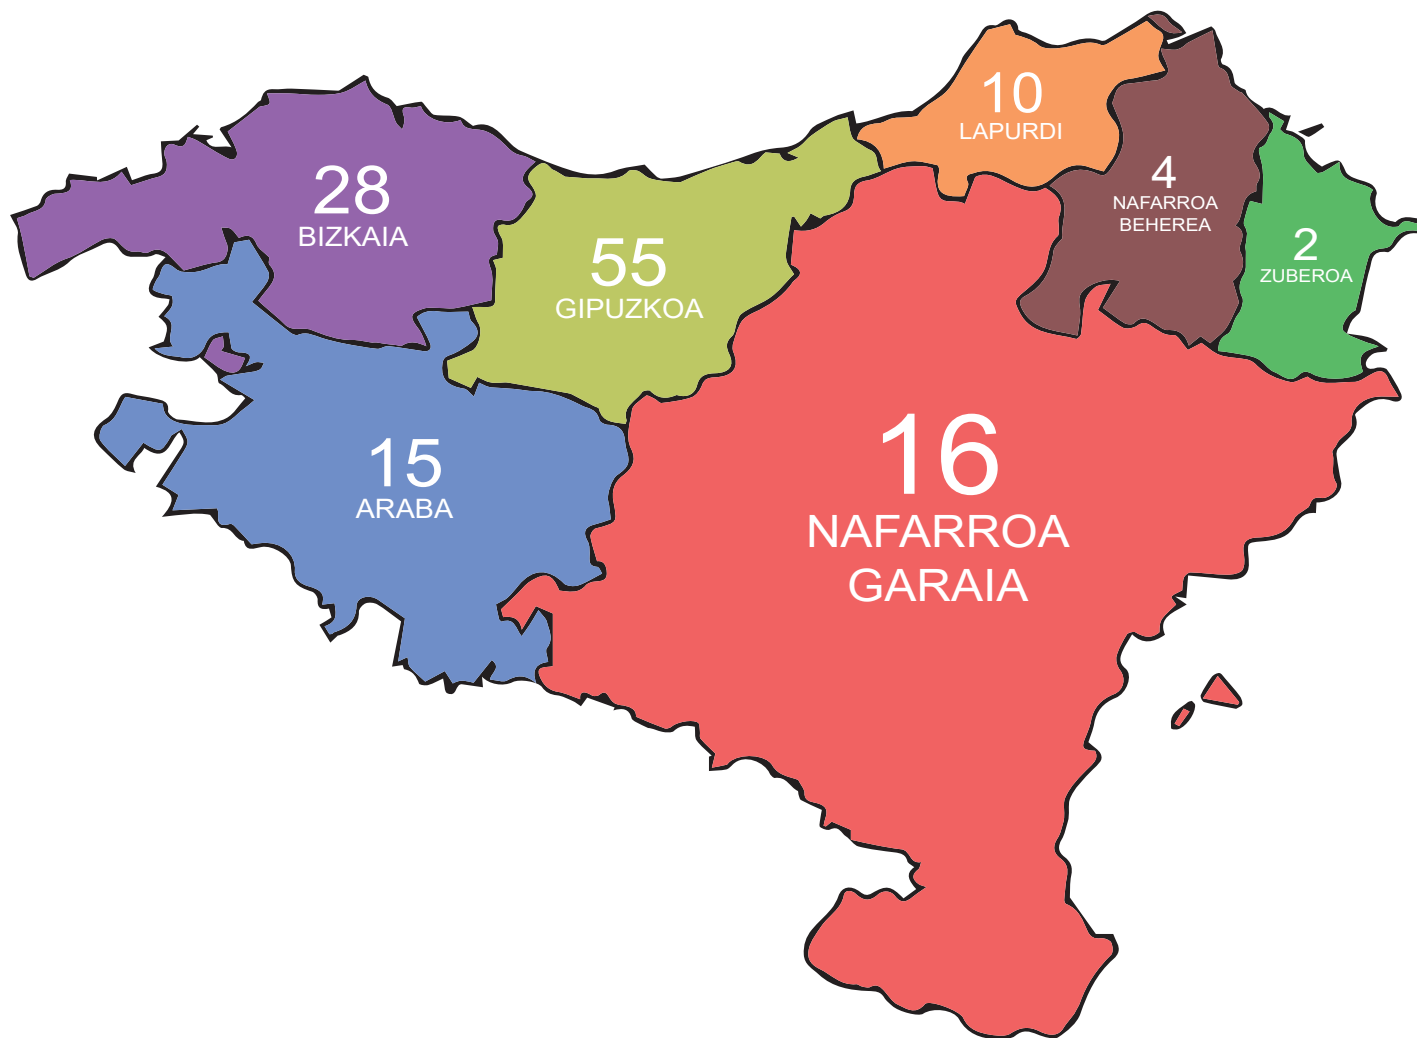 10
LAPURDI
28
BIZKAIA
4
NAFARROA
BEHEREA
55
GIPUZKOA
2
ZUBEROA
15
ARABA
16
NAFARROA
GARAIA